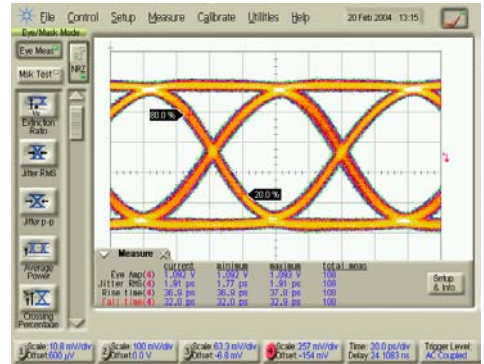 File Control Setup Measure Calibrate Utilities Help 20 Feb 2004 13:15
Eye/Mask Mode
Eye Meas
NRZ
Msk Test
Extinction
Ratio
Jitter RMS
Jitter p-p
Average
Power
Crossing
Percentage
80.0 %
20.0 %
Measure
current minimum maximum total meas
Eye Amp(4) 1.092 V 1.092 V 1.093 V 108
Jitter RMS(4) 1.91 ps 1.77 ps 1.91 ps 108
Rise time(4) 36.9 ps 36.9 ps 37.8 ps 108
Fall time(4) 32.0 ps 32.0 ps 32.9 ps 108
Setup
& Info
Scale: 10.8 mV/div
Offset:600 µV
Scale: 100 mV/div
Offset:0.0 V
Scale:63.3 mV/div
Offset:-6.8 mV
Scale:257 mV/div
Offset:-154 mV
Time: 20.0 ps/div
Delay:24.1083 ns
Trigger Level:
AC Coupled